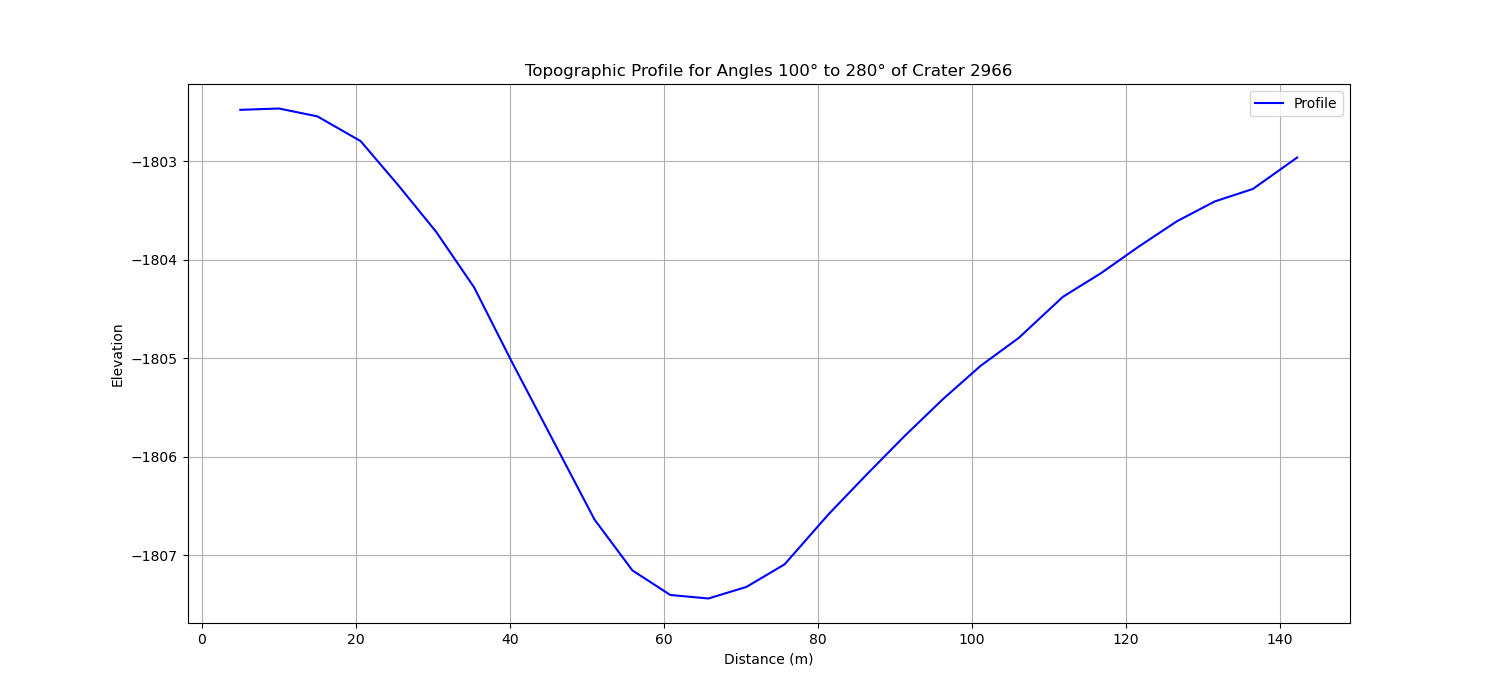 Topographic Profile for Angles 100° to 280° of Crater 2966
Profile
−1803
−1804
−1805
−1806
−1807
Elevation
0 20 40 60 80 100 120 140
Distance (m)